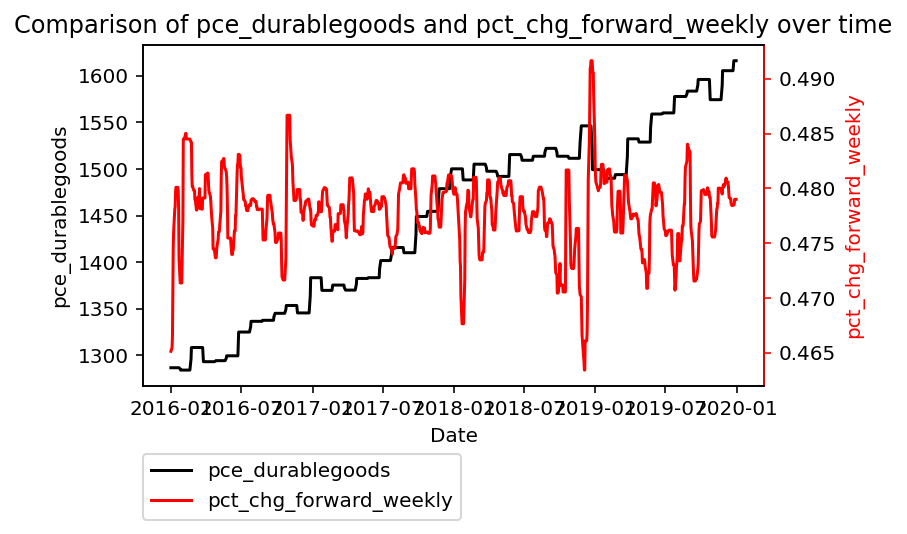 Comparison of pce_durablegoods and pct_chg_forward_weekly over time
pce_durablegoods
1600
1550
1500
1450
1400
1350
1300
0.490
0.485
0.480
0.475
0.470
0.465
pct_chg_forward_weekly
2016-01 2016-07 2017-01 2017-07 2018-01 2018-07 2019-01 2019-07 2020-01
Date
pce_durablegoods
pct_chg_forward_weekly